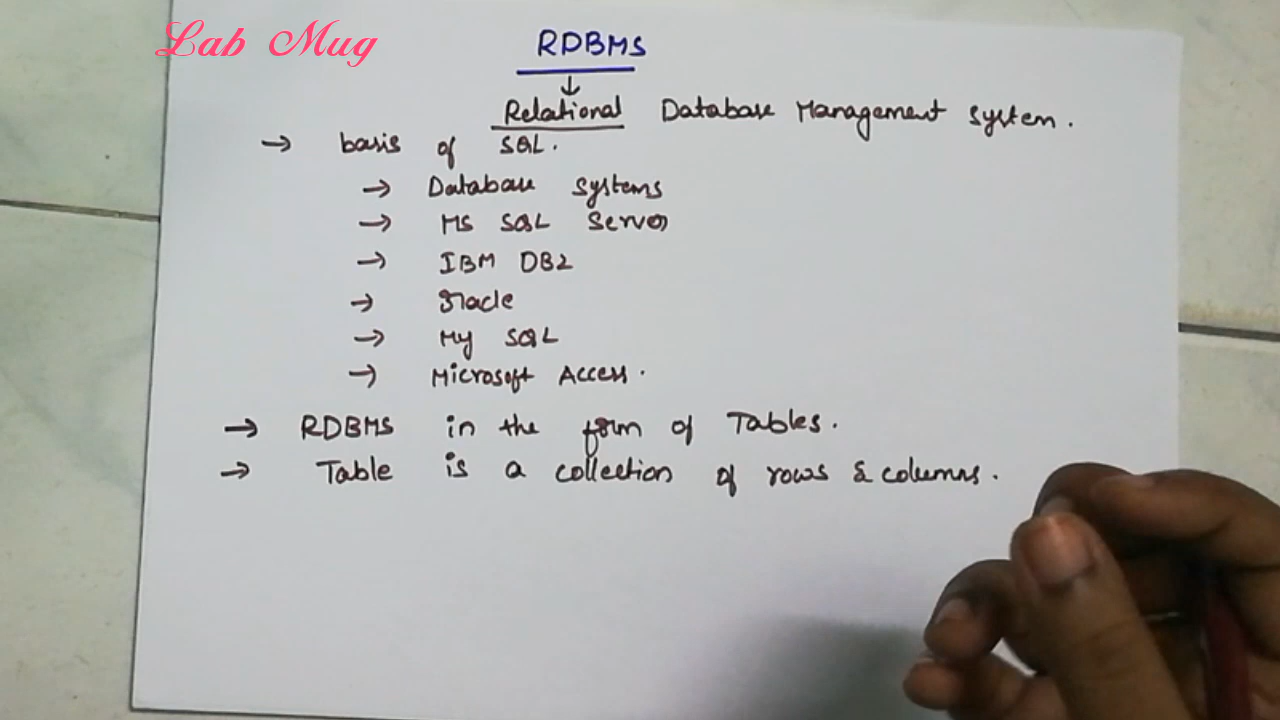 Lab Mug
RDBMS
↓
Relational Database Management System.
→ basis of SQL.
→ Database Systems
→ MS SQL Server
→ IBM DB2
→ Oracle
→ My SQL
→ Microsoft Access.
→ RDBMS in the form of Tables.
→ Table is a collection of rows & columns.